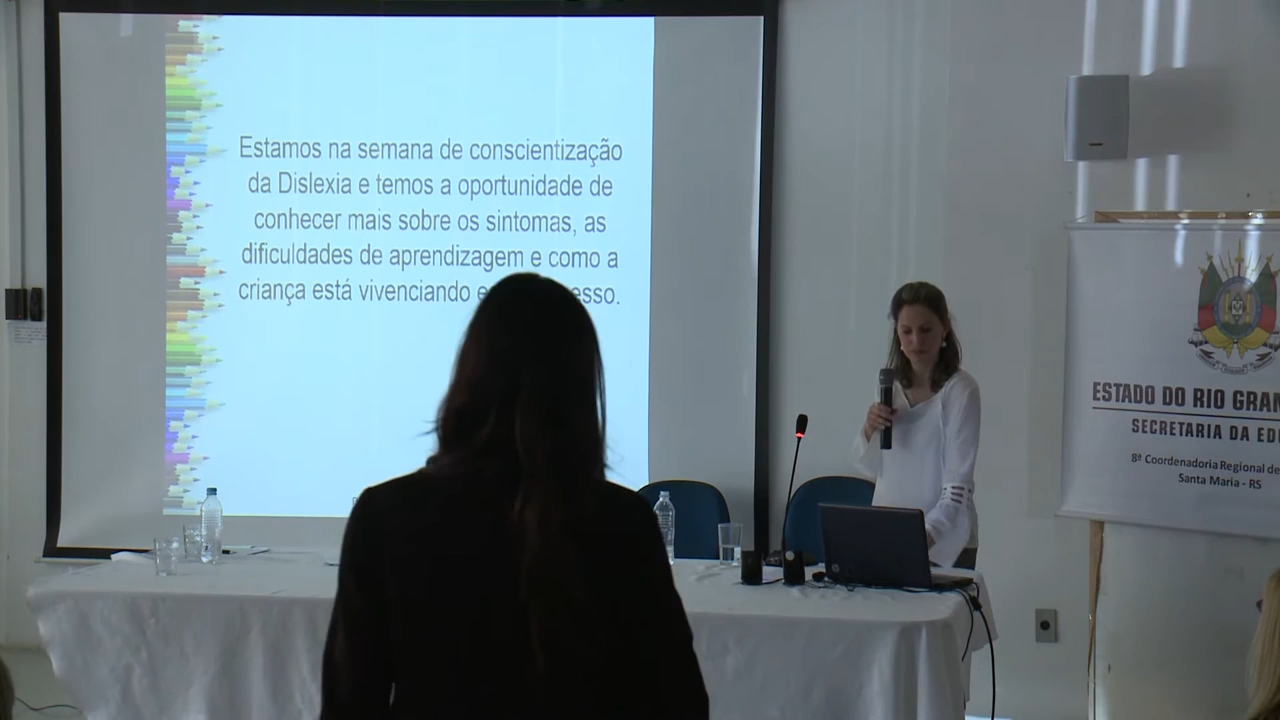 Estamos na semana de conscientização
da Dislexia e temos a oportunidade de
conhecer mais sobre os sintomas, as
dificuldades de aprendizagem e como a
criança está vivenciando
ESTADO DO RIO GRAN
SECRETARIA DA
8ª Coordenadoria Regional de
Santa Maria - RS